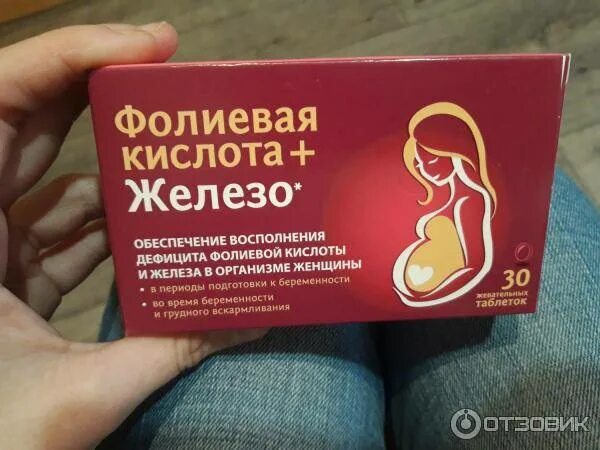 Фолиевая
кислота +
Железо*
ОБЕСПЕЧЕНИЕ ВОСПОЛНЕНИЯ
ДЕФИЦИТА ФОЛИЕВОЙ КИСЛОТЫ
И ЖЕЛЕЗА В ОРГАНИЗМЕ ЖЕНЩИНЫ
• в периоды подготовки к беременности
• во время беременности
и грудного вскармливания
30
жевательных
таблеток
ОТЗОВИК